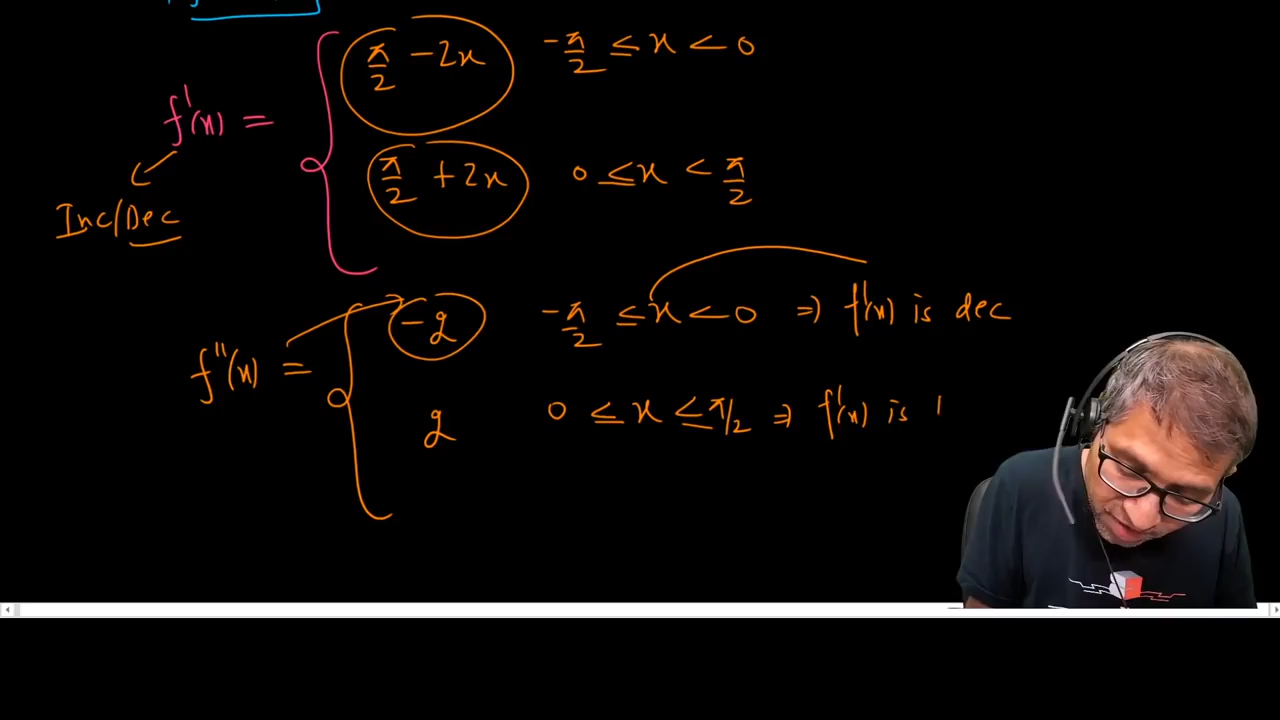 f'(x) = { π/2 - 2x    -π/2 ≤ x < 0
π/2 + 2x    0 ≤ x < π/2
Inc/Dec
f''(x) = { -2    -π/2 ≤ x < 0 ⇒ f'(x) is dec
2    0 ≤ x ≤ π/2 ⇒ f'(x) is